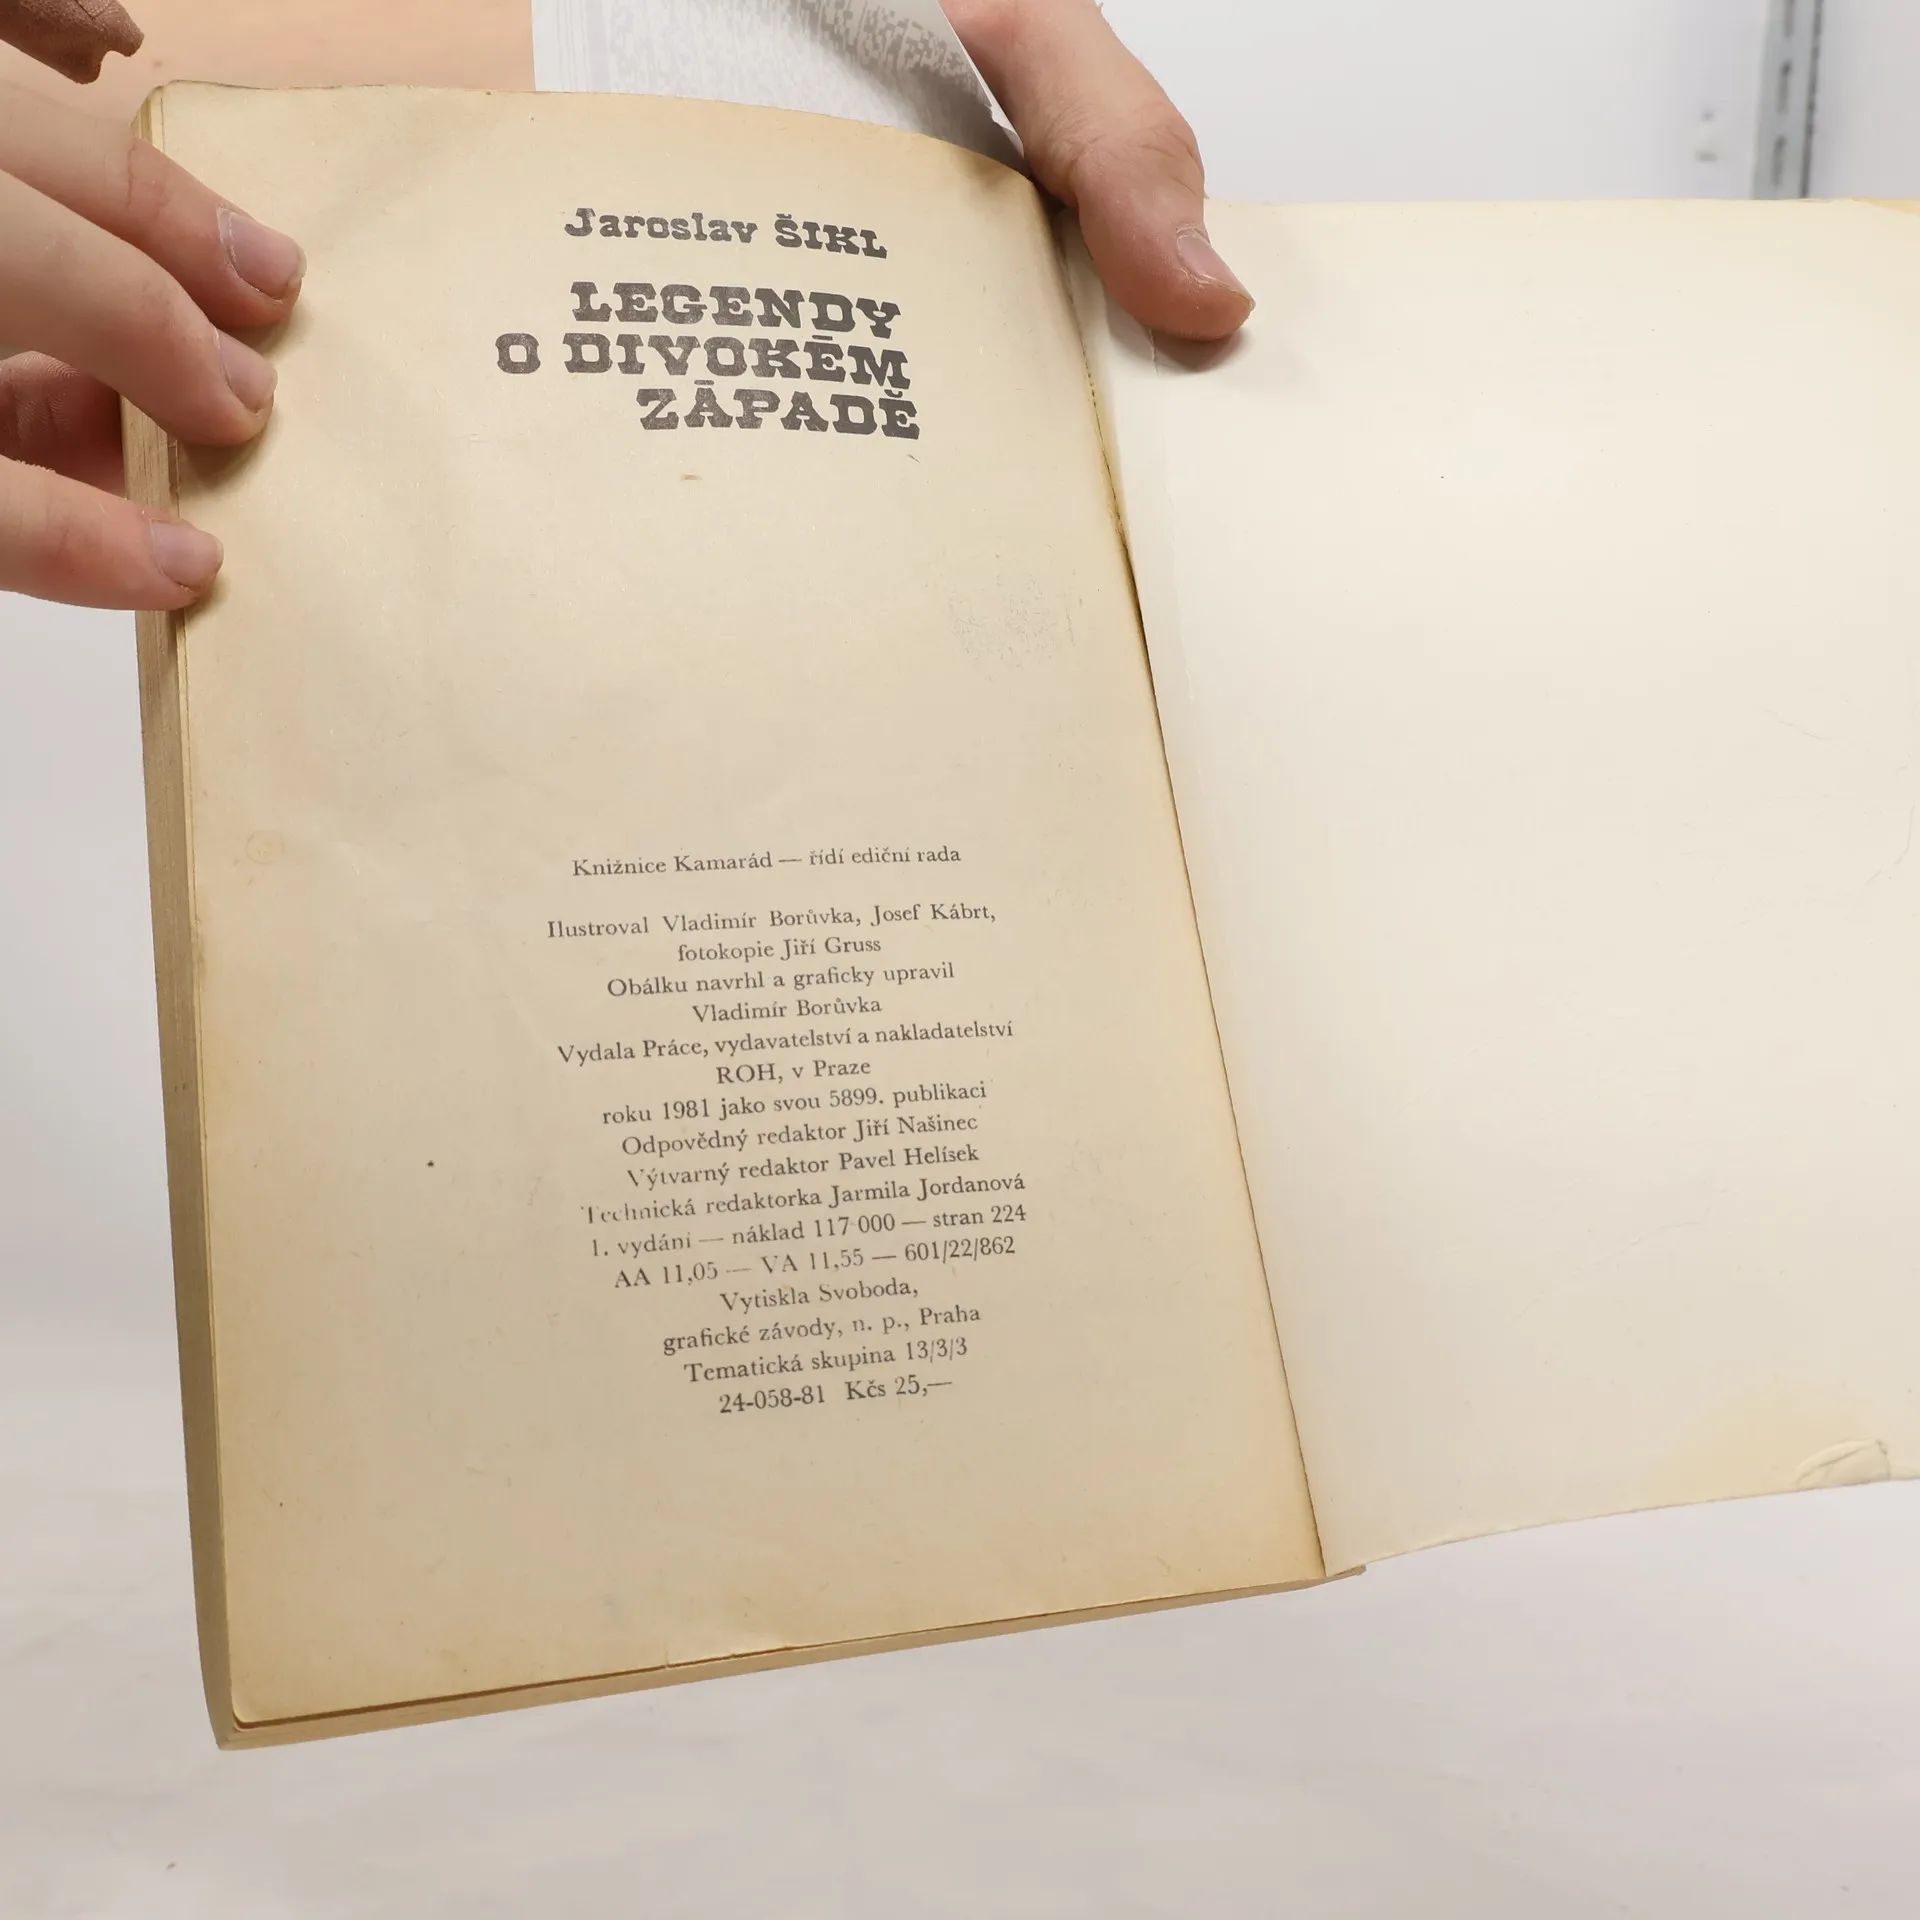 Jaroslav ŠIKL
LEGENDY
O DIVOKÉM
ZÁPADĚ
Knižnice Kamarád — řídí ediční rada
Ilustroval Vladimír Borůvka, Josef Kábrt,
fotokopie Jiří Gruss
Obálku navrhl a graficky upravil
Vladimír Borůvka
Vydala Práce, vydavatelství a nakladatelství
ROH, v Praze
roku 1981 jako svou 5899. publikaci
Odpovědný redaktor Jiří Našinec
Výtvarný redaktor Pavel Helísek
Technická redaktorka Jarmila Jordanová
1. vydání — náklad 117 000 — stran 224
AA 11,05 — VA 11,55 — 601/22/862
Vytiskla Svoboda,
grafické závody, n. p., Praha
Tematická skupina 13/3/3
24-058-81 Kčs 25,—